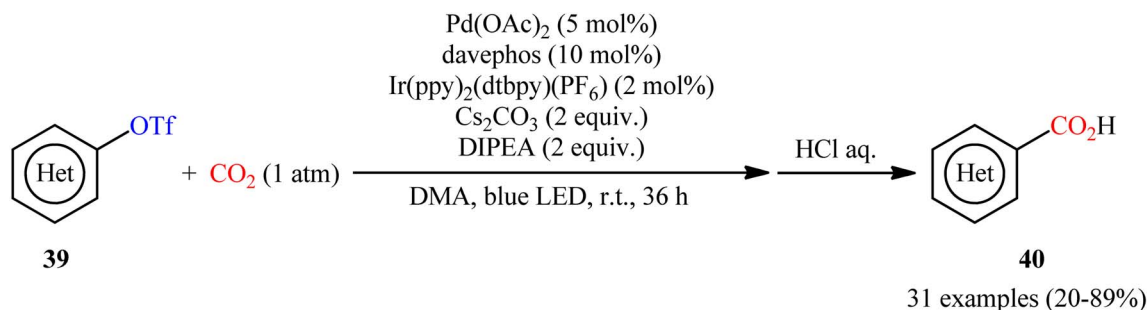 Pd(OAc)2 (5 mol%)
davephos (10 mol%)
Ir(ppy)2(dtbpy)(PF6) (2 mol%)
Cs2CO3 (2 equiv.)
DIPEA (2 equiv.)
OTf
Het
+ CO2 (1 atm)
DMA, blue LED, r.t., 36 h
HCl aq.
CO2H
Het
39
40
31 examples (20-89%)